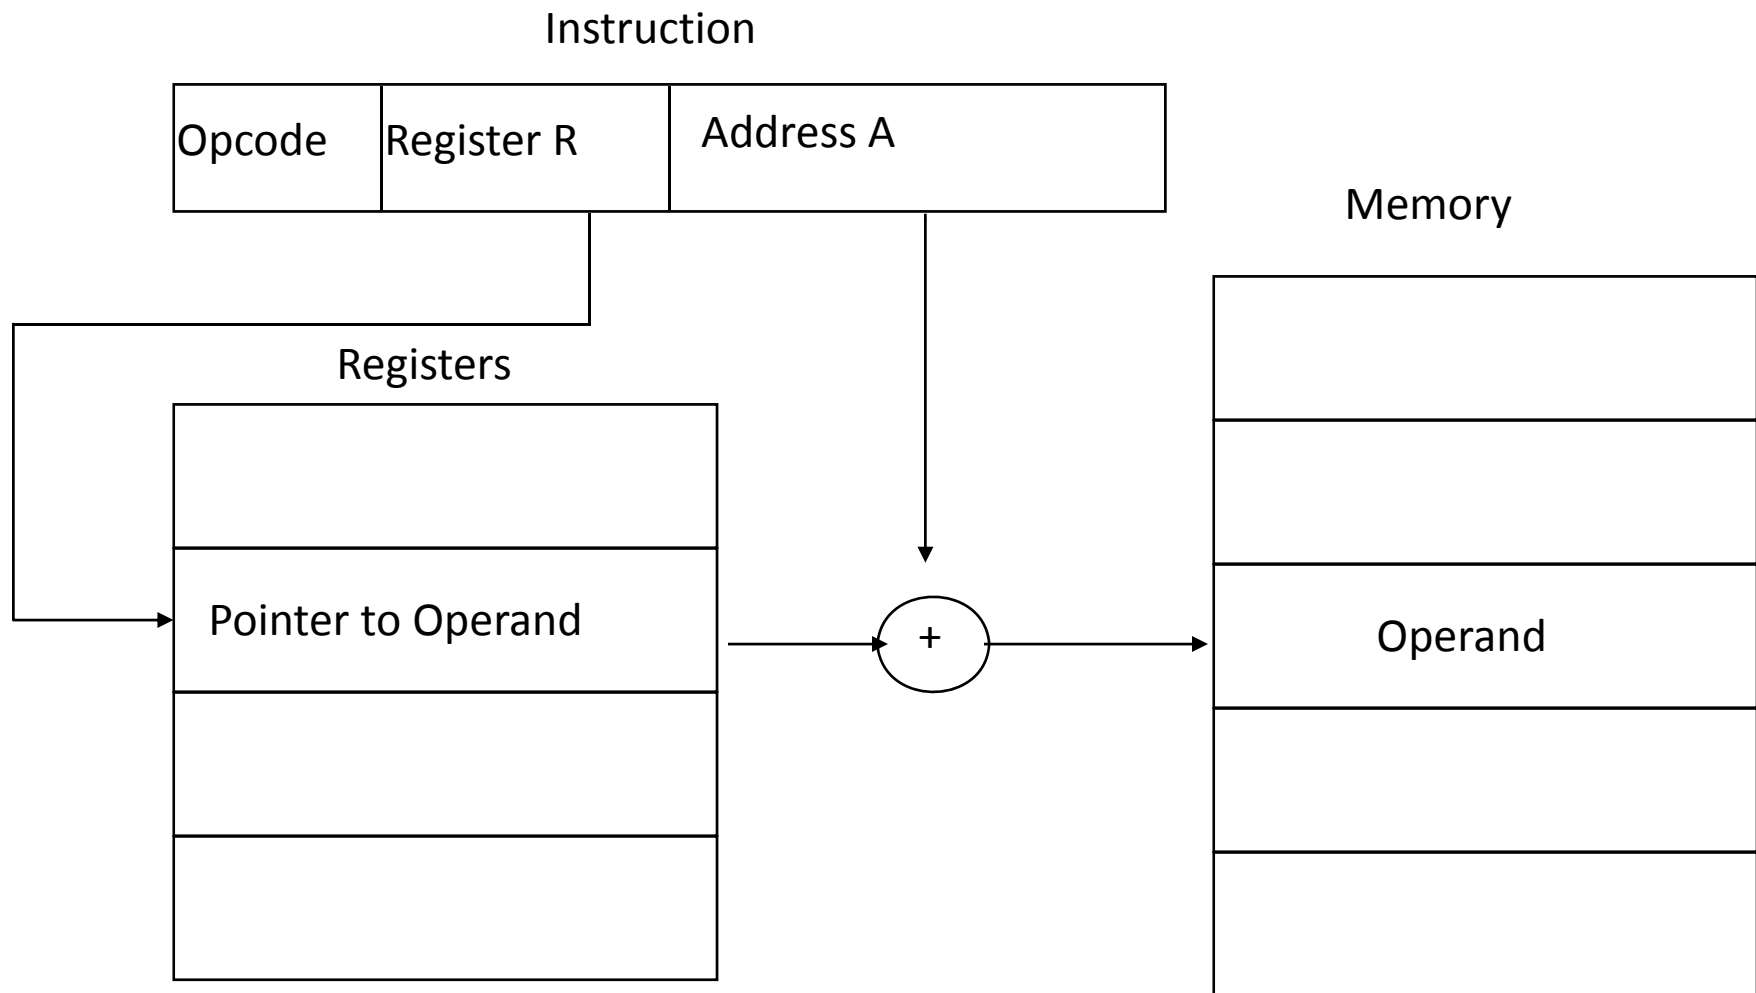 Instruction
Opcode
Register R
Address A
Memory
Registers
Pointer to Operand
+
Operand